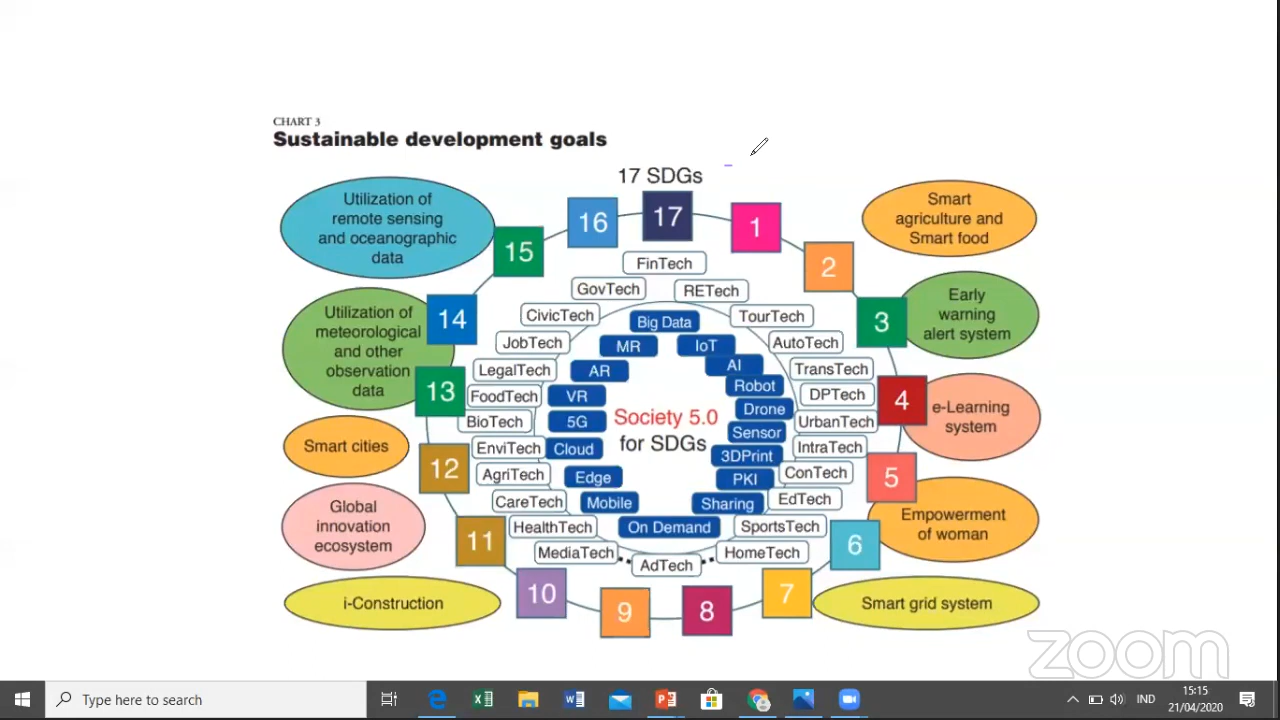 CHART 3
Sustainable development goals
17 SDGs
Utilization of
remote sensing
and oceanographic
data
Utilization of
meteorological
and other
observation
data
Smart cities
Global
innovation
ecosystem
i-Construction
Smart
agriculture and
Smart food
Early
warning
alert system
e-Learning
system
Empowerment
of woman
Smart grid system
17
1
2
3
4
5
6
7
8
9
10
11
12
13
14
15
16
FinTech
RETech
TourTech
AutoTech
TransTech
DPTech
UrbanTech
IntraTech
ConTech
EdTech
SportsTech
HomeTech
AdTech
MediaTech
HealthTech
CareTech
AgriTech
EnviTech
BioTech
FoodTech
LegalTech
JobTech
CivicTech
GovTech
Big Data
IoT
AI
Robot
Drone
Sensor
3DPrint
PKI
Sharing
On Demand
Mobile
Edge
Cloud
5G
VR
AR
MR
Society 5.0
for SDGs
zoom
Type here to search
IND
15:15
21/04/2020